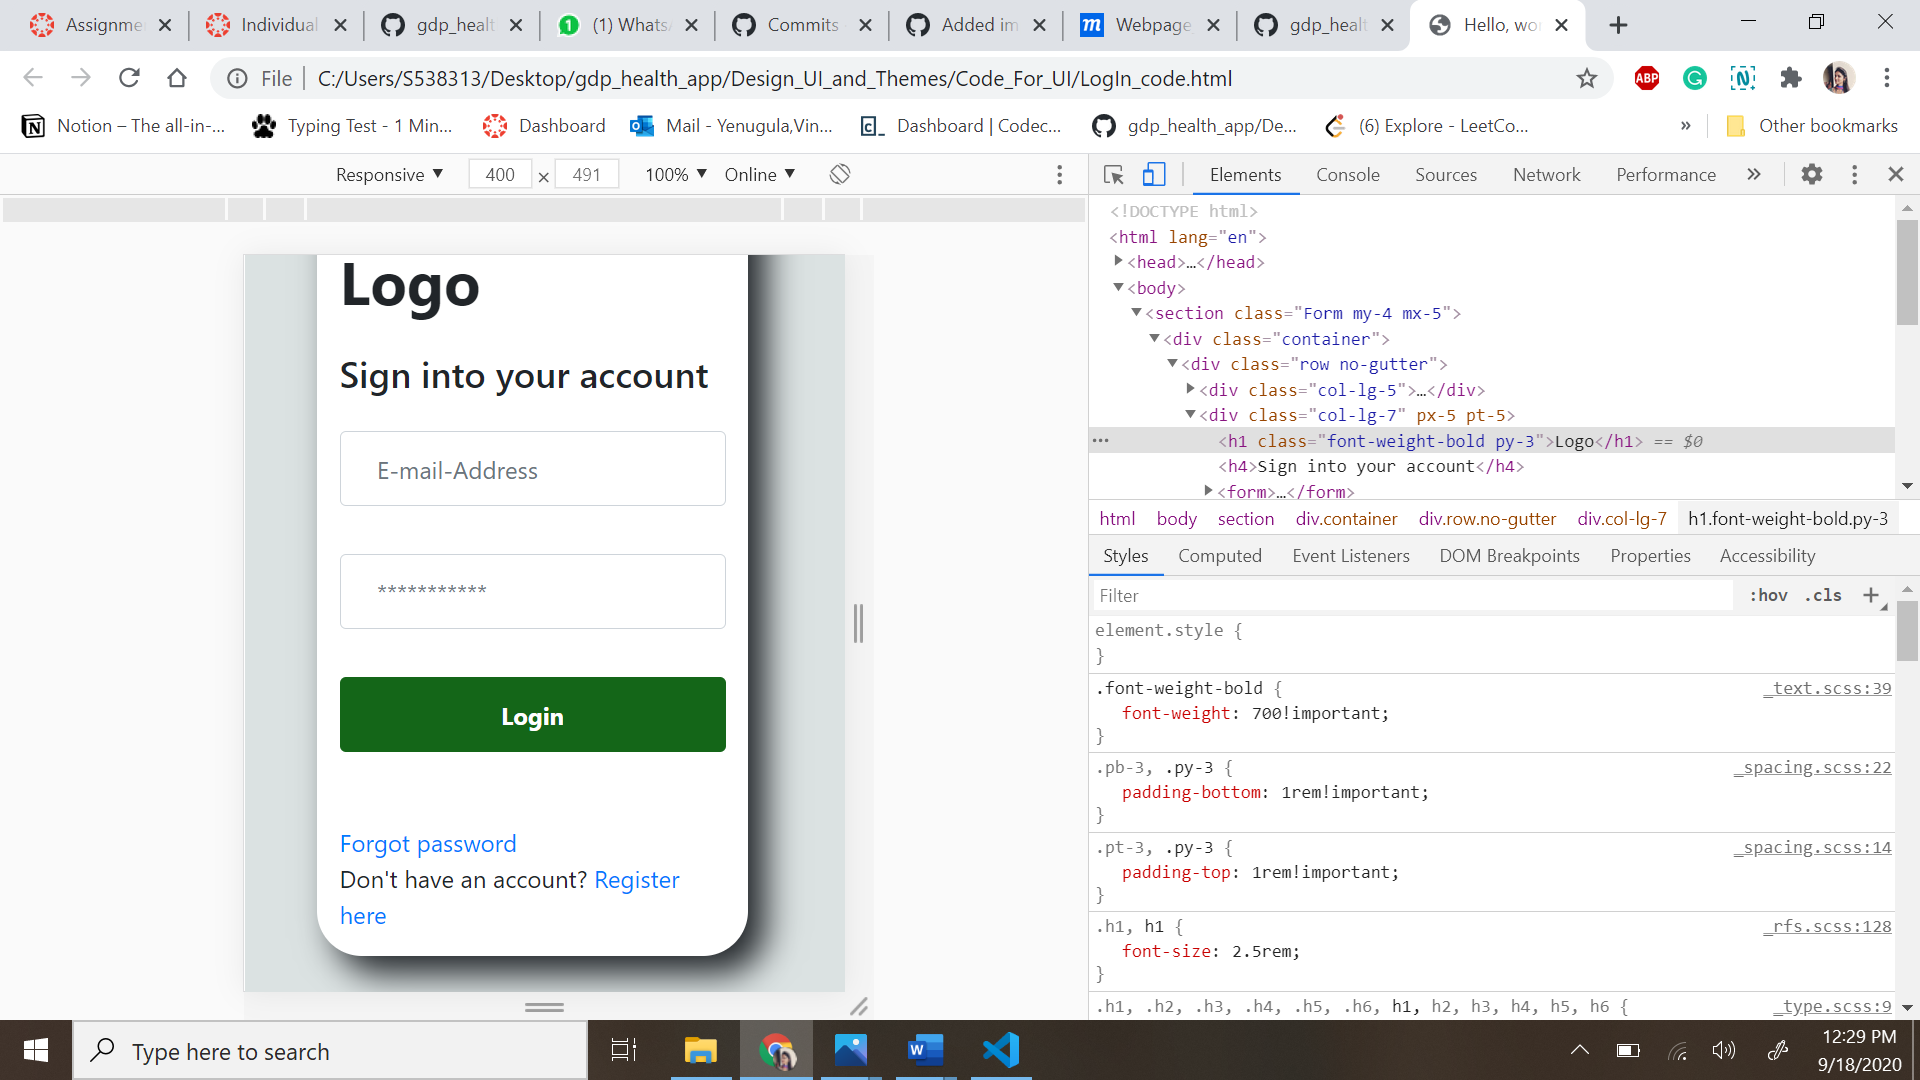 Assignme
Individual
gdp_healt
(1) Whats
Commits
Added im
Webpage
gdp_healt
Hello, wo
File
C:/Users/S538313/Desktop/gdp_health_app/Design_UI_and_Themes/Code_For_UI/LogIn_code.html
ABP
Notion – The all-in-...
Typing Test - 1 Min...
Dashboard
Mail - Yenugula,Vin...
Dashboard | Codec...
gdp_health_app/De...
(6) Explore - LeetCo...
»
Other bookmarks
Responsive 400 × 491 100% Online
Elements
Console
Sources
Network
Performance
»
Logo
Sign into your account
E-mail-Address
***********
Login
Forgot password
Don't have an account? Register
here
<!DOCTYPE html>
<html lang="en">
<head>…</head>
<body>
<section class="Form my-4 mx-5">
<div class="container">
<div class="row no-gutter">
<div class="col-lg-5">…</div>
<div class="col-lg-7" px-5 pt-5>
<h1 class="font-weight-bold py-3">Logo</h1> == $0
<h4>Sign into your account</h4>
<form>…</form>
html body section div.container div.row.no-gutter div.col-lg-7 h1.font-weight-bold.py-3
Styles Computed Event Listeners DOM Breakpoints Properties Accessibility
Filter :hov .cls +
element.style {
}
.font-weight-bold { _text.scss:39
font-weight: 700!important;
}
.pb-3, .py-3 { _spacing.scss:22
padding-bottom: 1rem!important;
}
.pt-3, .py-3 { _spacing.scss:14
padding-top: 1rem!important;
}
.h1, h1 { _rfs.scss:128
font-size: 2.5rem;
}
.h1, .h2, .h3, .h4, .h5, .h6, h1, h2, h3, h4, h5, h6 { _type.scss:9
Type here to search
12:29 PM
9/18/2020